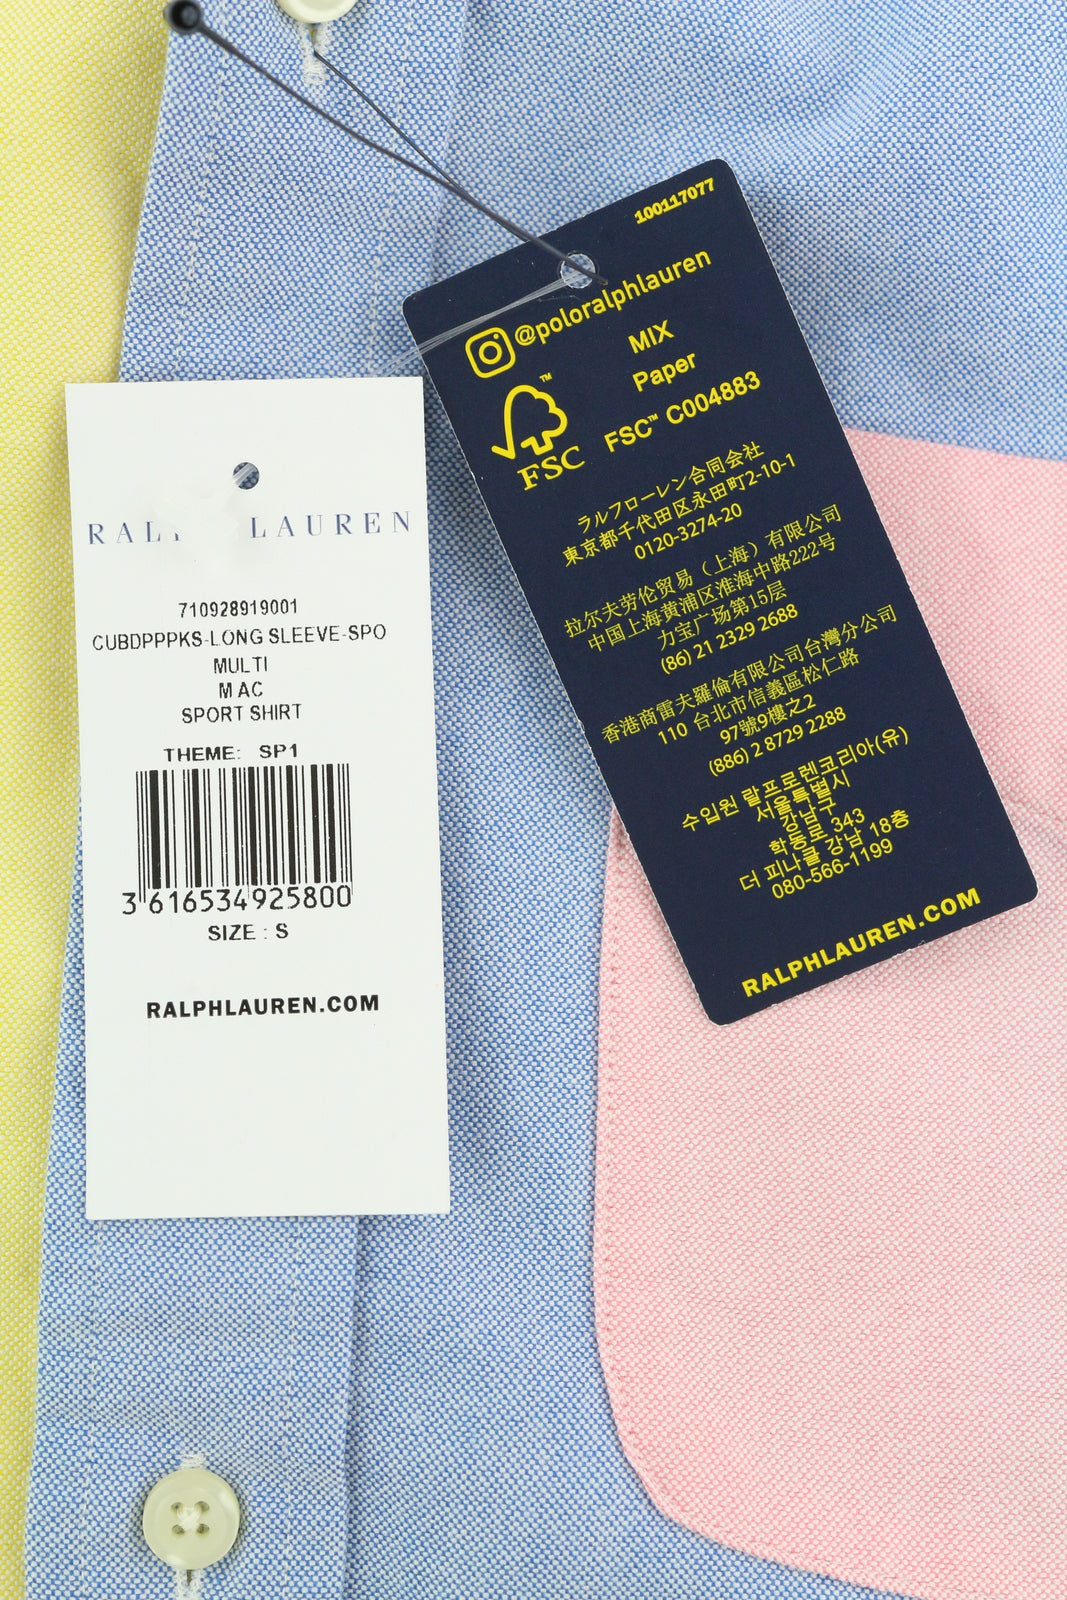 RALPH LAUREN
710928919001
CUBDPPPKS-LONG SLEEVE-SPO
MULTI
MAC
SPORT SHIRT
THEME: SP1
3 616534925800
SIZE : S
RALPHLAUREN.COM
100117077
@poloralphlauren
MIX
Paper
FSC™ C004883
™
FSC
ラルフローレン合同会社
東京都千代田区永田町2-10-1
0120-3274-20
拉尔夫劳伦贸易（上海）有限公司
中国上海黄浦区淮海中路222号
力宝广场第15层
(86) 21 2329 2688
香港商雷夫羅倫有限公司台灣分公司
110 台北市信義區松仁路
97號9樓之2
(886) 2 8729 2288
수입원 랄프로렌코리아(유)
서울특별시
강남구
학동로 343
더 피나클 강남 18층
080-566-1199
RALPHLAUREN.COM